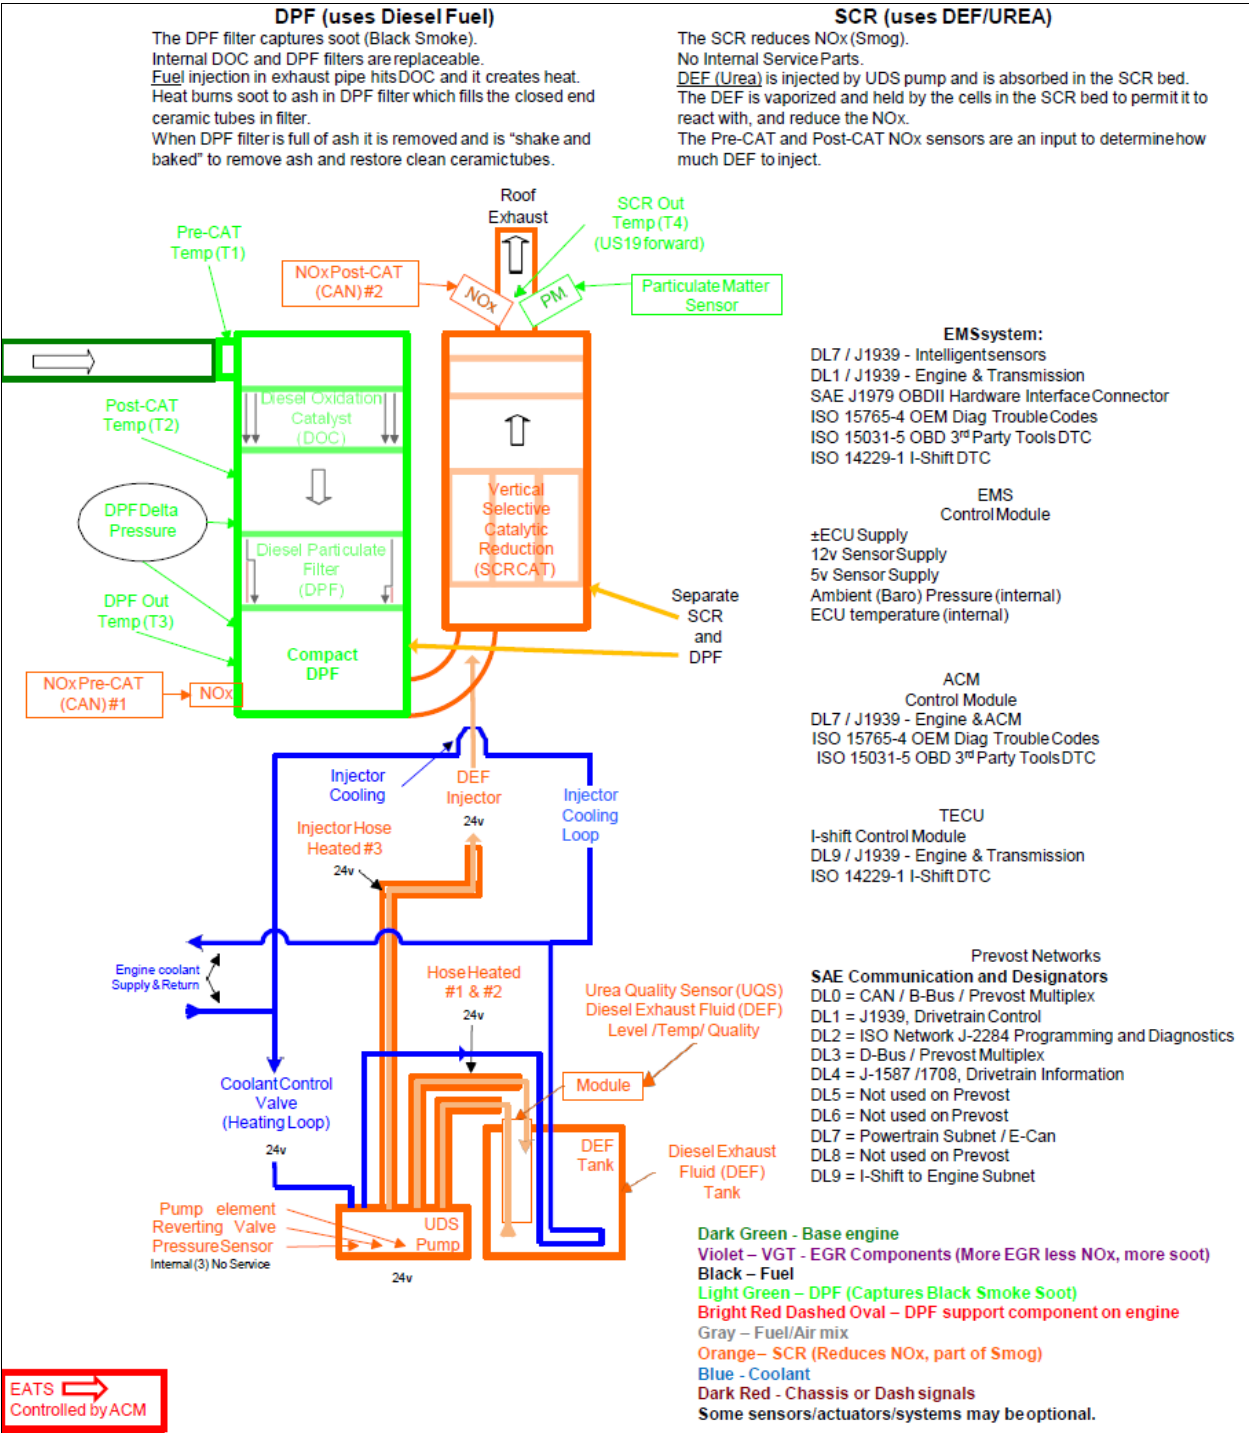 DPF (uses Diesel Fuel)
The DPF filter captures soot (Black Smoke).
Internal DOC and DPF filters are replaceable.
Fuel injection in exhaust pipe hits DOC and it creates heat.
Heat burns soot to ash in DPF filter which fills the closed end
ceramic tubes in filter.
When DPF filter is full of ash it is removed and is “shake and
baked” to remove ash and restore clean ceramic tubes.
SCR (uses DEF/UREA)
The SCR reduces NOx (Smog).
No Internal Service Parts.
DEF (Urea) is injected by UDS pump and is absorbed in the SCR bed.
The DEF is vaporized and held by the cells in the SCR bed to permit it to
react with, and reduce the NOx.
The Pre-CAT and Post-CAT NOx sensors are an input to determine how
much DEF to inject.
Roof
Exhaust
SCR Out
Temp (T4)
(US19 forward)
Pre-CAT
Temp (T1)
NOx Post-CAT
(CAN) #2
NOx
PM
Particulate Matter
Sensor
Diesel Oxidation
Catalyst
(DOC)
Post-CAT
Temp (T2)
DPF Delta
Pressure
Diesel Particulate
Filter
(DPF)
DPF Out
Temp (T3)
Compact
DPF
NOx Pre-CAT
(CAN) #1
NOx
Vertical
Selective
Catalytic
Reduction
(SCR CAT)
Separate
SCR
and
DPF
Injector
Cooling
DEF
Injector
24v
Injector
Cooling
Loop
Injector Hose
Heated #3
24v
Engine coolant
Supply & Return
Hose Heated
#1 & #2
24v
Urea Quality Sensor (UQS)
Diesel Exhaust Fluid (DEF)
Level /Temp/ Quality
Module
Coolant Control
Valve
(Heating Loop)
24v
DEF
Tank
Diesel Exhaust
Fluid (DEF)
Tank
Pump element
Reverting Valve
Pressure Sensor
Internal (3) No Service
UDS
Pump
24v
EMS system:
DL7 / J1939 - Intelligent sensors
DL1 / J1939 - Engine & Transmission
SAE J1979 OBDII Hardware Interface Connector
ISO 15765-4 OEM Diag Trouble Codes
ISO 15031-5 OBD 3rd Party Tools DTC
ISO 14229-1 I-Shift DTC
EMS
Control Module
±ECU Supply
12v Sensor Supply
5v Sensor Supply
Ambient (Baro) Pressure (internal)
ECU temperature (internal)
ACM
Control Module
DL7 / J1939 - Engine & ACM
ISO 15765-4 OEM Diag Trouble Codes
ISO 15031-5 OBD 3rd Party Tools DTC
TECU
I-shift Control Module
DL9 / J1939 - Engine & Transmission
ISO 14229-1 I-Shift DTC
Prevost Networks
SAE Communication and Designators
DL0 = CAN / B-Bus / Prevost Multiplex
DL1 = J1939, Drivetrain Control
DL2 = ISO Network J-2284 Programming and Diagnostics
DL3 = D-Bus / Prevost Multiplex
DL4 = J-1587 /1708, Drivetrain Information
DL5 = Not used on Prevost
DL6 = Not used on Prevost
DL7 = Powertrain Subnet / E-Can
DL8 = Not used on Prevost
DL9 = I-Shift to Engine Subnet
Dark Green - Base engine
Violet – VGT - EGR Components (More EGR less NOx, more soot)
Black – Fuel
Light Green – DPF (Captures Black Smoke Soot)
Bright Red Dashed Oval – DPF support component on engine
Gray – Fuel/Air mix
Orange– SCR (Reduces NOx, part of Smog)
Blue - Coolant
Dark Red - Chassis or Dash signals
Some sensors/actuators/systems may be optional.
EATS
Controlled by ACM